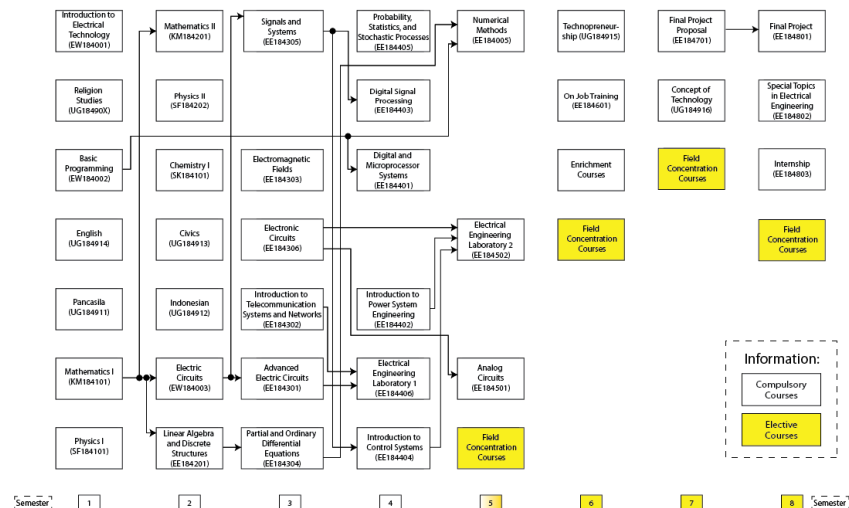 Introduction to
Electrical
Technology
(EW184001)
Mathematics II
(KM184201)
Signals and
Systems
(EE184305)
Probability,
Statistics, and
Stochastic Processes
(EE184405)
Numerical
Methods
(EE184005)
Technopreneur-
ship (UG184915)
Final Project
Proposal
(EE184701)
Final Project
(EE184801)
Religion
Studies
(UG18490X)
Physics II
(SF184202)
Digital Signal
Processing
(EE184403)
On Job Training
(EE184601)
Concept of
Technology
(UG184916)
Special Topics
in Electrical
Engineering
(EE184802)
Basic
Programming
(EW184002)
Chemistry I
(SK184101)
Electromagnetic
Fields
(EE184303)
Digital and
Microprocessor
Systems
(EE184401)
Enrichment
Courses
Field
Concentration
Courses
Internship
(EE184803)
English
(UG184914)
Civics
(UG184913)
Electronic
Circuits
(EE184306)
Electrical
Engineering
Laboratory 2
(EE184502)
Field
Concentration
Courses
Field
Concentration
Courses
Pancasila
(UG184911)
Indonesian
(UG184912)
Introduction to
Telecommunication
Systems and Networks
(EE184302)
Introduction to
Power System
Engineering
(EE184402)
Mathematics I
(KM184101)
Electric
Circuits
(EW184003)
Advanced
Electric Circuits
(EE184301)
Electrical
Engineering
Laboratory 1
(EE184406)
Analog
Circuits
(EE184501)
Physics I
(SF184101)
Linear Algebra
and Discrete
Structures
(EE184201)
Partial and Ordinary
Differential
Equations
(EE184304)
Introduction to
Control Systems
(EE184404)
Field
Concentration
Courses
Information:
Compulsory
Courses
Elective
Courses
Semester 1 2 3 4 5 6 7 8 Semester